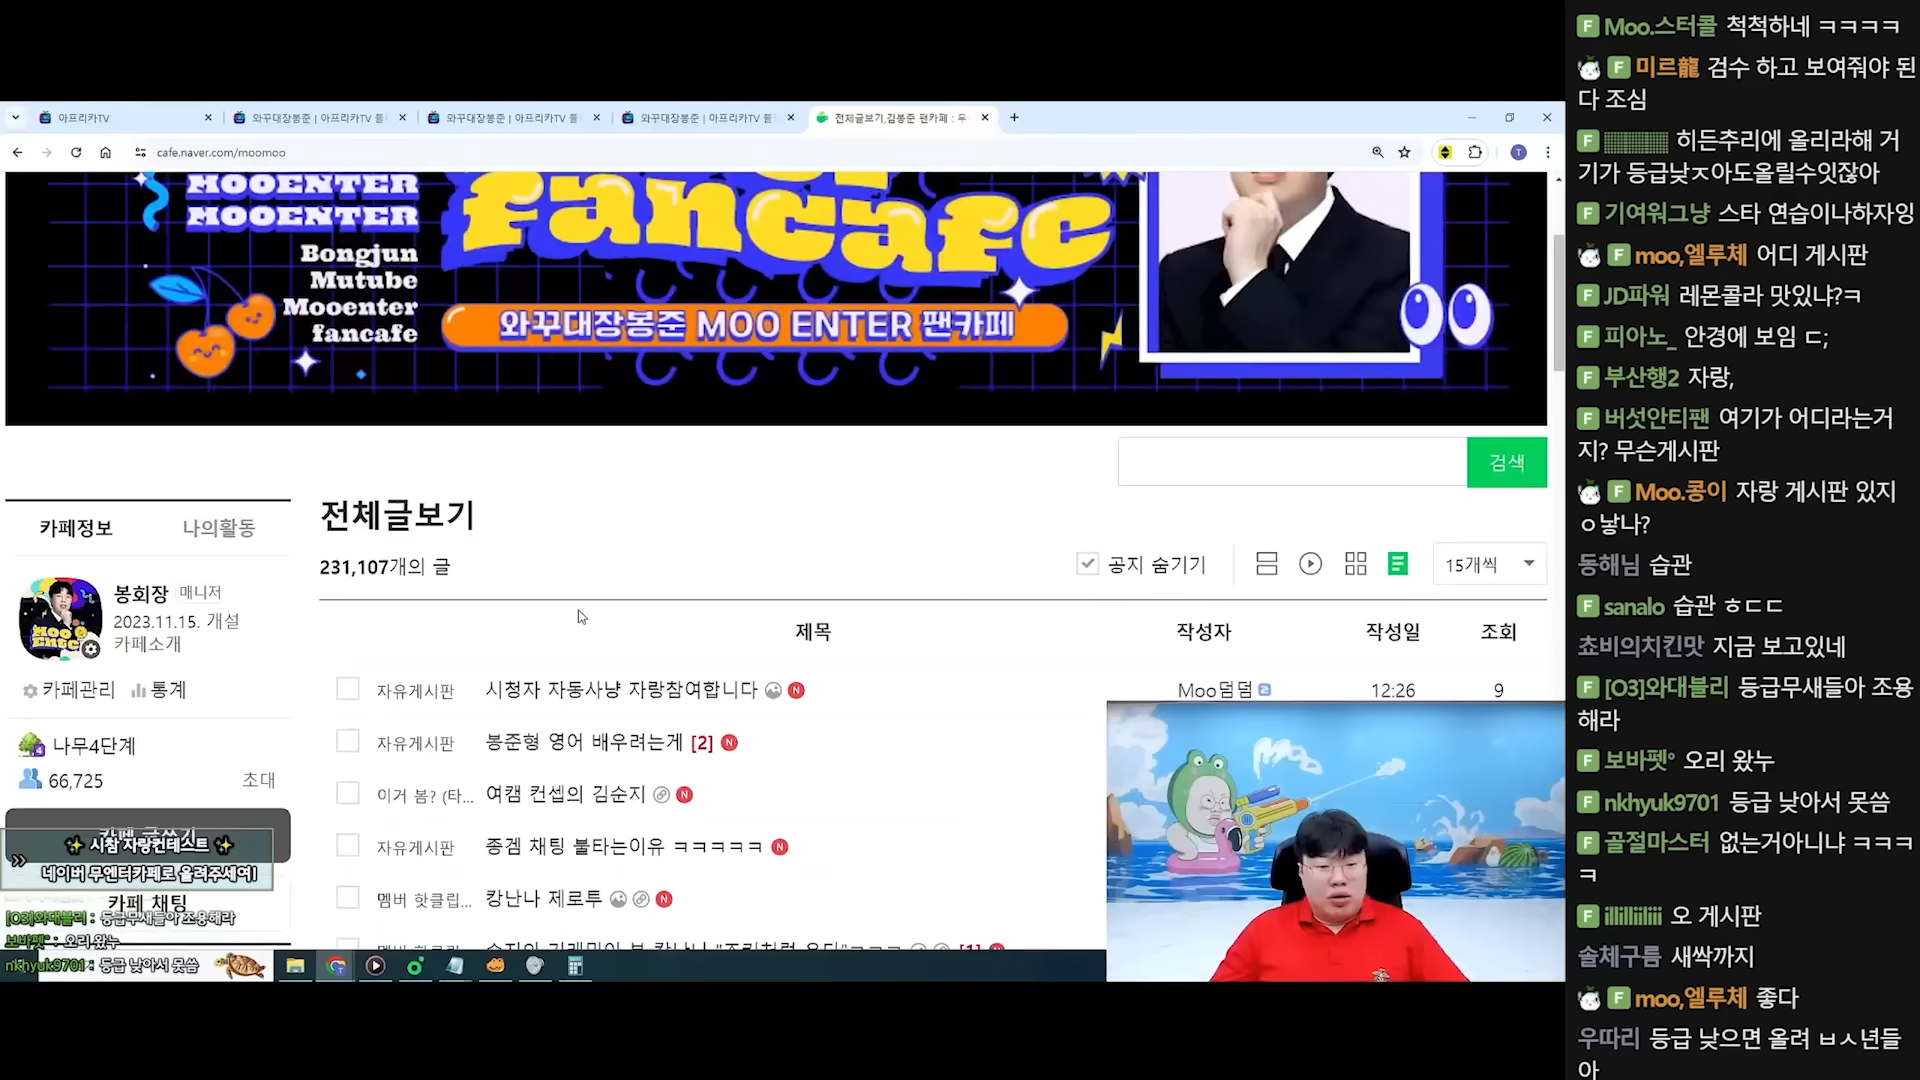 아프리카TV
와꾸대장봉준 | 아프리카TV 플
와꾸대장봉준 | 아프리카TV 플
와꾸대장봉준 | 아프리카TV 플
전체글보기,김봉준 팬카페 : 무
cafe.naver.com/moomoo
MOOENTER
MOOENTER
Bongjun
Mutube
Mooenter
fancafe
fancafe
와꾸대장봉준 MOO ENTER 팬카페
검색
카페정보
나의활동
봉회장 매니저
2023.11.15. 개설
카페소개
카페관리
통계
나무4단계
66,725
초대
카페 글쓰기
✨ 시참 자랑컨테스트 ✨
네이버 무엔터카페로 올려주세여!
카페 채팅
[O3]와대블리 : 등급무새들아 조용해라
보바펫° : 오리 왔누
nkhyuk9701 : 등급 낮아서 못씀
전체글보기
231,107개의 글
공지 숨기기
15개씩
제목
작성자
작성일
조회
자유게시판 시청자 자동사냥 자랑참여합니다 N Moo덤덤 12:26 9
자유게시판 봉준형 영어 배우려는게 [2] N
이거 봄? (타... 여캠 컨셉의 김순지 N
자유게시판 종겜 채팅 불타는이유 ㅋㅋㅋㅋㅋ N
멤버 핫클립... 캉난나 제로투 N
F Moo.스터콜 척척하네 ㅋㅋㅋㅋ
F 미르龍 검수 하고 보여줘야 된
다 조심
F 히든추리에 올리라해 거
기가 등급낮ㅈ아도올릴수잇잖아
F 기여워그냥 스타 연습이나하자잉
F moo,엘루체 어디 게시판
F JD파워 레몬콜라 맛있냐?ㅋ
F 피아노_ 안경에 보임 ㄷ;
F 부산행2 자랑,
F 버섯안티팬 여기가 어디라는거
지? 무슨게시판
F Moo.콩이 자랑 게시판 있지
ㅇ낳나?
동해님 습관
F sanalo 습관 ㅎㄷㄷ
쵸비의치킨맛 지금 보고있네
F [O3]와대블리 등급무새들아 조용
해라
F 보바펫° 오리 왔누
F nkhyuk9701 등급 낮아서 못씀
F 골절마스터 없는거아니냐 ㅋㅋㅋ
ㅋ
F 오 게시판
솔체구름 새싹까지
F moo,엘루체 좋다
우따리 등급 낮으면 올려 ㅂㅅ년들
아